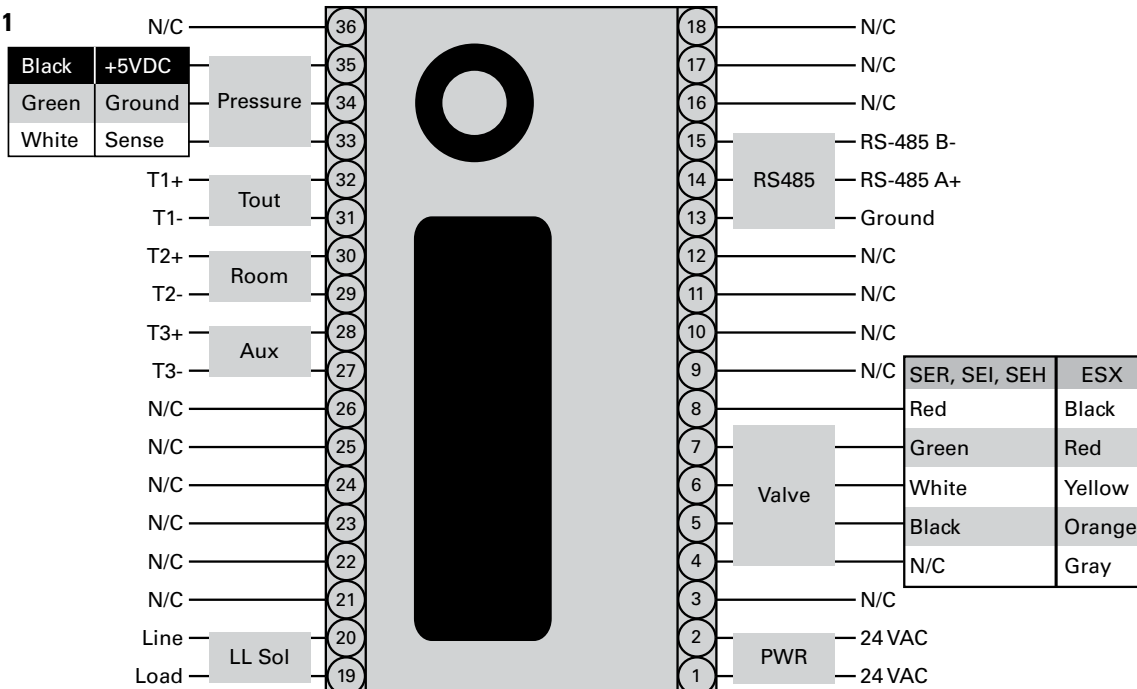 1
N/C 36 18 N/C
Black +5VDC 35 17 N/C
Green Ground Pressure 34 16 N/C
White Sense 33 15 RS-485 B-
T1+ 32 14 RS485 RS-485 A+
Tout
T1- 31 13 Ground
T2+ 30 12 N/C
Room
T2- 29 11 N/C
T3+ 28 10 N/C
Aux
T3- 27 9 N/C
SER, SEI, SEH ESX
N/C 26 8 Red Black
N/C 25 7 Green Red
N/C 24 6 Valve White Yellow
N/C 23 5 Black Orange
N/C 22 4 N/C Gray
N/C 21 3 N/C
Line 20 2 24 VAC
LL Sol PWR
Load 19 1 24 VAC